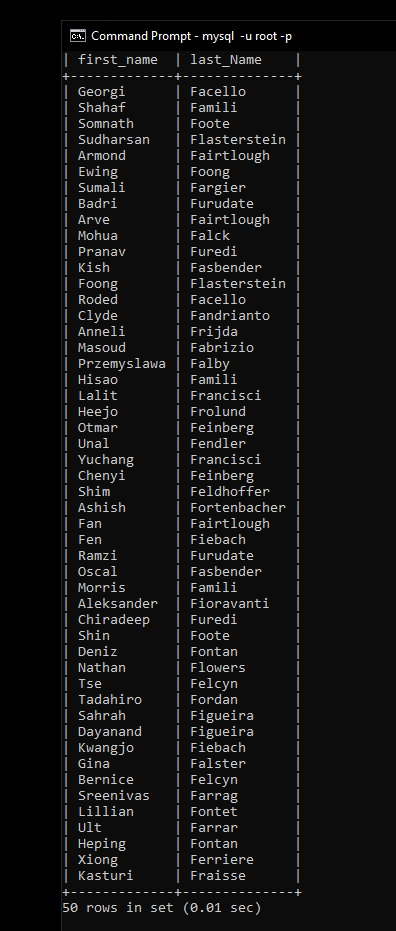 Command Prompt - mysql -u root -p
| first_name  | last_Name    |
+-------------+--------------+
| Georgi      | Facello      |
| Shahaf      | Famili       |
| Somnath     | Foote        |
| Sudharsan   | Flasterstein |
| Armond      | Fairtlough   |
| Ewing       | Foong        |
| Sumali      | Fargier      |
| Badri       | Furudate     |
| Arve        | Fairtlough   |
| Mohua       | Falck        |
| Pranav      | Furedi       |
| Kish        | Fasbender    |
| Foong       | Flasterstein |
| Roded       | Facello      |
| Clyde       | Fandrianto   |
| Anneli      | Frijda       |
| Masoud      | Fabrizio     |
| Przemyslawa | Falby        |
| Hisao       | Famili       |
| Lalit       | Francisci    |
| Heejo       | Frolund      |
| Otmar       | Feinberg     |
| Unal        | Fendler      |
| Yuchang     | Francisci    |
| Chenyi      | Feinberg     |
| Shim        | Feldhoffer   |
| Ashish      | Fortenbacher |
| Fan         | Fairtlough   |
| Fen         | Fiebach      |
| Ramzi       | Furudate     |
| Oscal       | Fasbender    |
| Morris      | Famili       |
| Aleksander  | Fioravanti   |
| Chiradeep   | Furedi       |
| Shin        | Foote        |
| Deniz       | Fontan       |
| Nathan      | Flowers      |
| Tse         | Felcyn       |
| Tadahiro    | Fordan       |
| Sahrah      | Figueira     |
| Dayanand    | Figueira     |
| Kwangjo     | Fiebach      |
| Gina        | Falster      |
| Bernice     | Felcyn       |
| Sreenivas   | Farrag       |
| Lillian     | Fontet       |
| Ult         | Farrar       |
| Heping      | Fontan       |
| Xiong       | Ferriere     |
| Kasturi     | Fraisse      |
+-------------+--------------+
50 rows in set (0.01 sec)